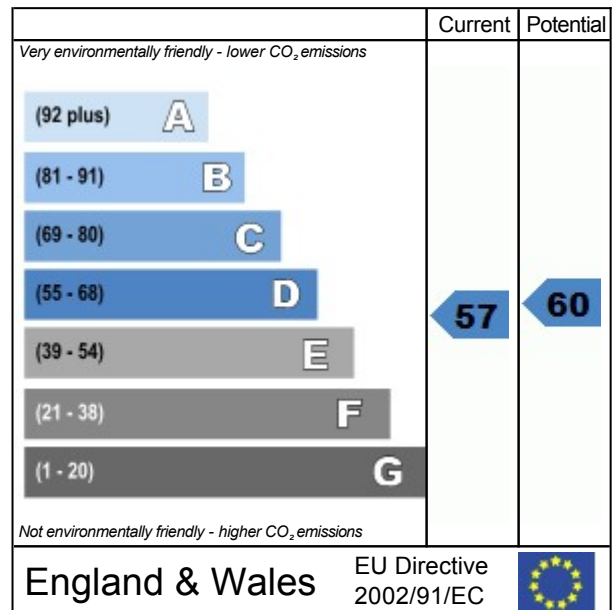 Current Potential
Very environmentally friendly - lower CO₂ emissions
(92 plus) A
(81 - 91) B
(69 - 80) C
(55 - 68) D
57 60
(39 - 54) E
(21 - 38) F
(1 - 20) G
Not environmentally friendly - higher CO₂ emissions
England & Wales
EU Directive
2002/91/EC